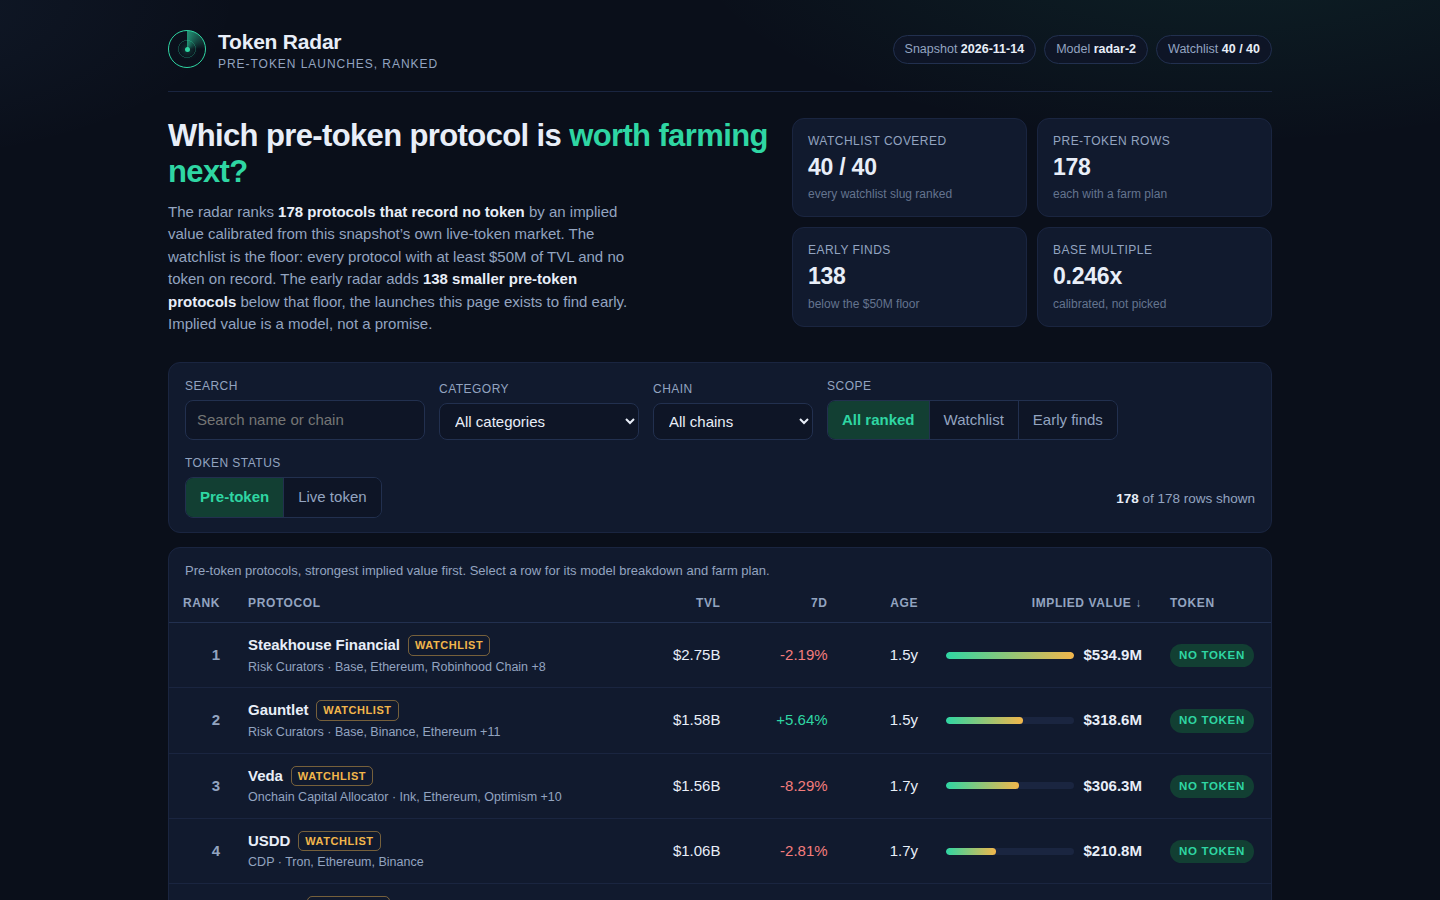 Token Radar
PRE-TOKEN LAUNCHES, RANKED
Snapshot 2026-11-14
Model radar-2
Watchlist 40 / 40
Which pre-token protocol is worth farming
next?
The radar ranks 178 protocols that record no token by an implied
value calibrated from this snapshot's own live-token market. The
watchlist is the floor: every protocol with at least $50M of TVL and no
token on record. The early radar adds 138 smaller pre-token
protocols below that floor, the launches this page exists to find early.
Implied value is a model, not a promise.
WATCHLIST COVERED
40 / 40
every watchlist slug ranked
PRE-TOKEN ROWS
178
each with a farm plan
EARLY FINDS
138
below the $50M floor
BASE MULTIPLE
0.246x
calibrated, not picked
SEARCH
Search name or chain
CATEGORY
All categories
CHAIN
All chains
SCOPE
All ranked Watchlist Early finds
TOKEN STATUS
Pre-token Live token
178 of 178 rows shown
Pre-token protocols, strongest implied value first. Select a row for its model breakdown and farm plan.
RANK PROTOCOL TVL 7D AGE IMPLIED VALUE ↓ TOKEN
1 Steakhouse Financial WATCHLIST $2.75B -2.19% 1.5y $534.9M NO TOKEN
Risk Curators · Base, Ethereum, Robinhood Chain +8
2 Gauntlet WATCHLIST $1.58B +5.64% 1.5y $318.6M NO TOKEN
Risk Curators · Base, Binance, Ethereum +11
3 Veda WATCHLIST $1.56B -8.29% 1.7y $306.3M NO TOKEN
Onchain Capital Allocator · Ink, Ethereum, Optimism +10
4 USDD WATCHLIST $1.06B -2.81% 1.7y $210.8M NO TOKEN
CDP · Tron, Ethereum, Binance